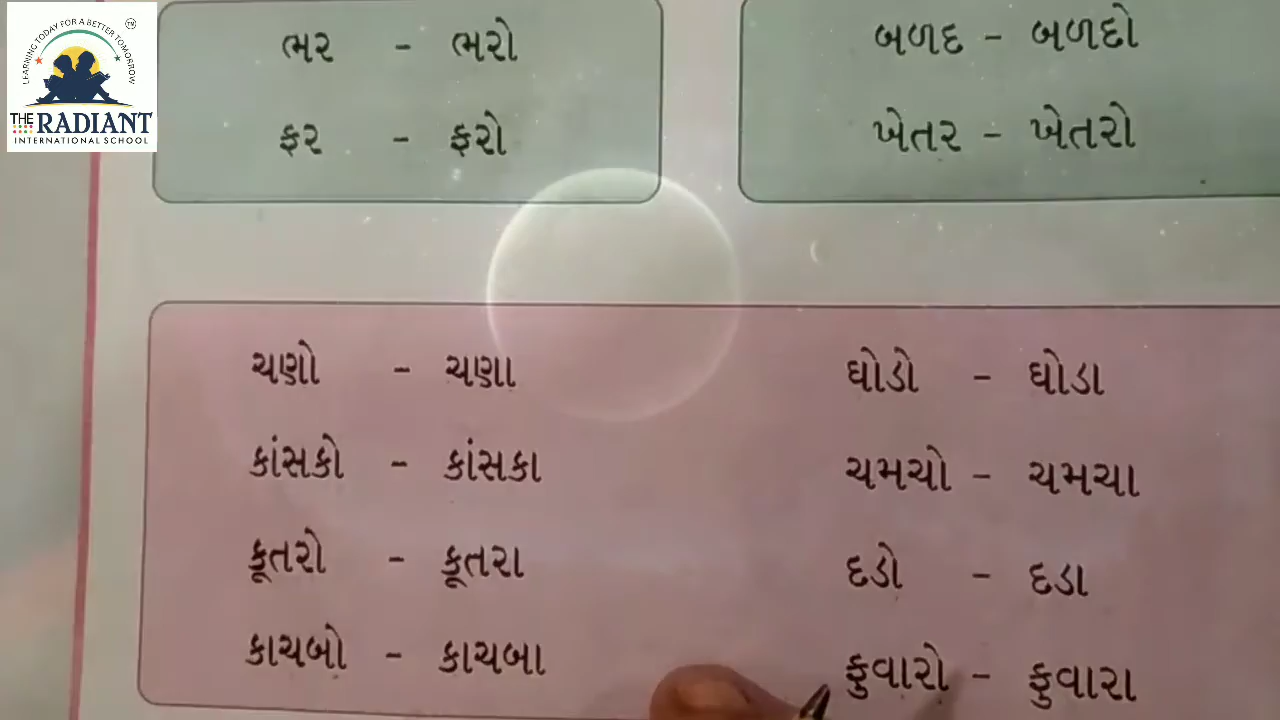 LEARNING TODAY FOR A BETTER TOMORROW
TM
THE RADIANT
INTERNATIONAL SCHOOL
ભર - ભરો
ફર - ફરો
બળદ - બળદો
ખેતર - ખેતરો
ચણો - ચણા
કાંસકો - કાંસકા
કૂતરો - કૂતરા
કાચબો - કાચબા
ઘોડો - ઘોડા
ચમચો - ચમચા
દડો - દડા
ફુવારો - ફુવારા